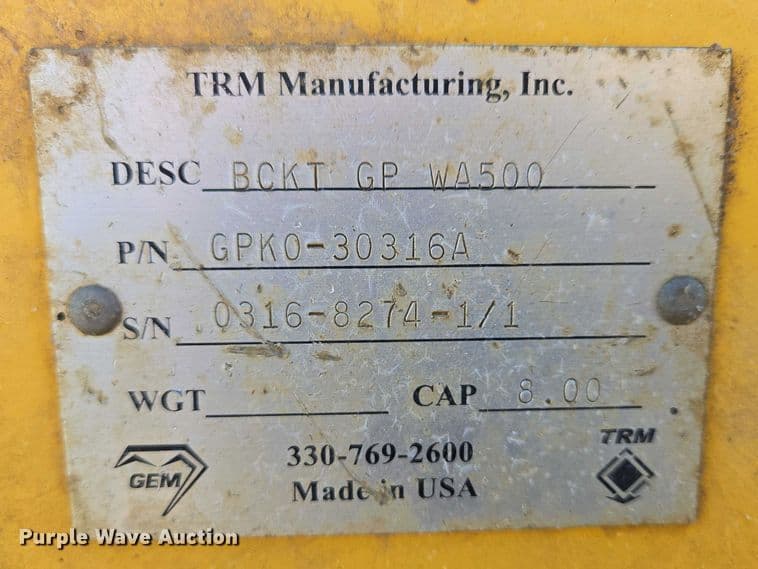 TRM Manufacturing, Inc.
DESC BCKT GP WA500
P/N GPKO-30316A
S/N 0316-8274-1/1
WGT CAP 8.00
GEM 330-769-2600 TRM
Made in USA
Purple Wave Auction